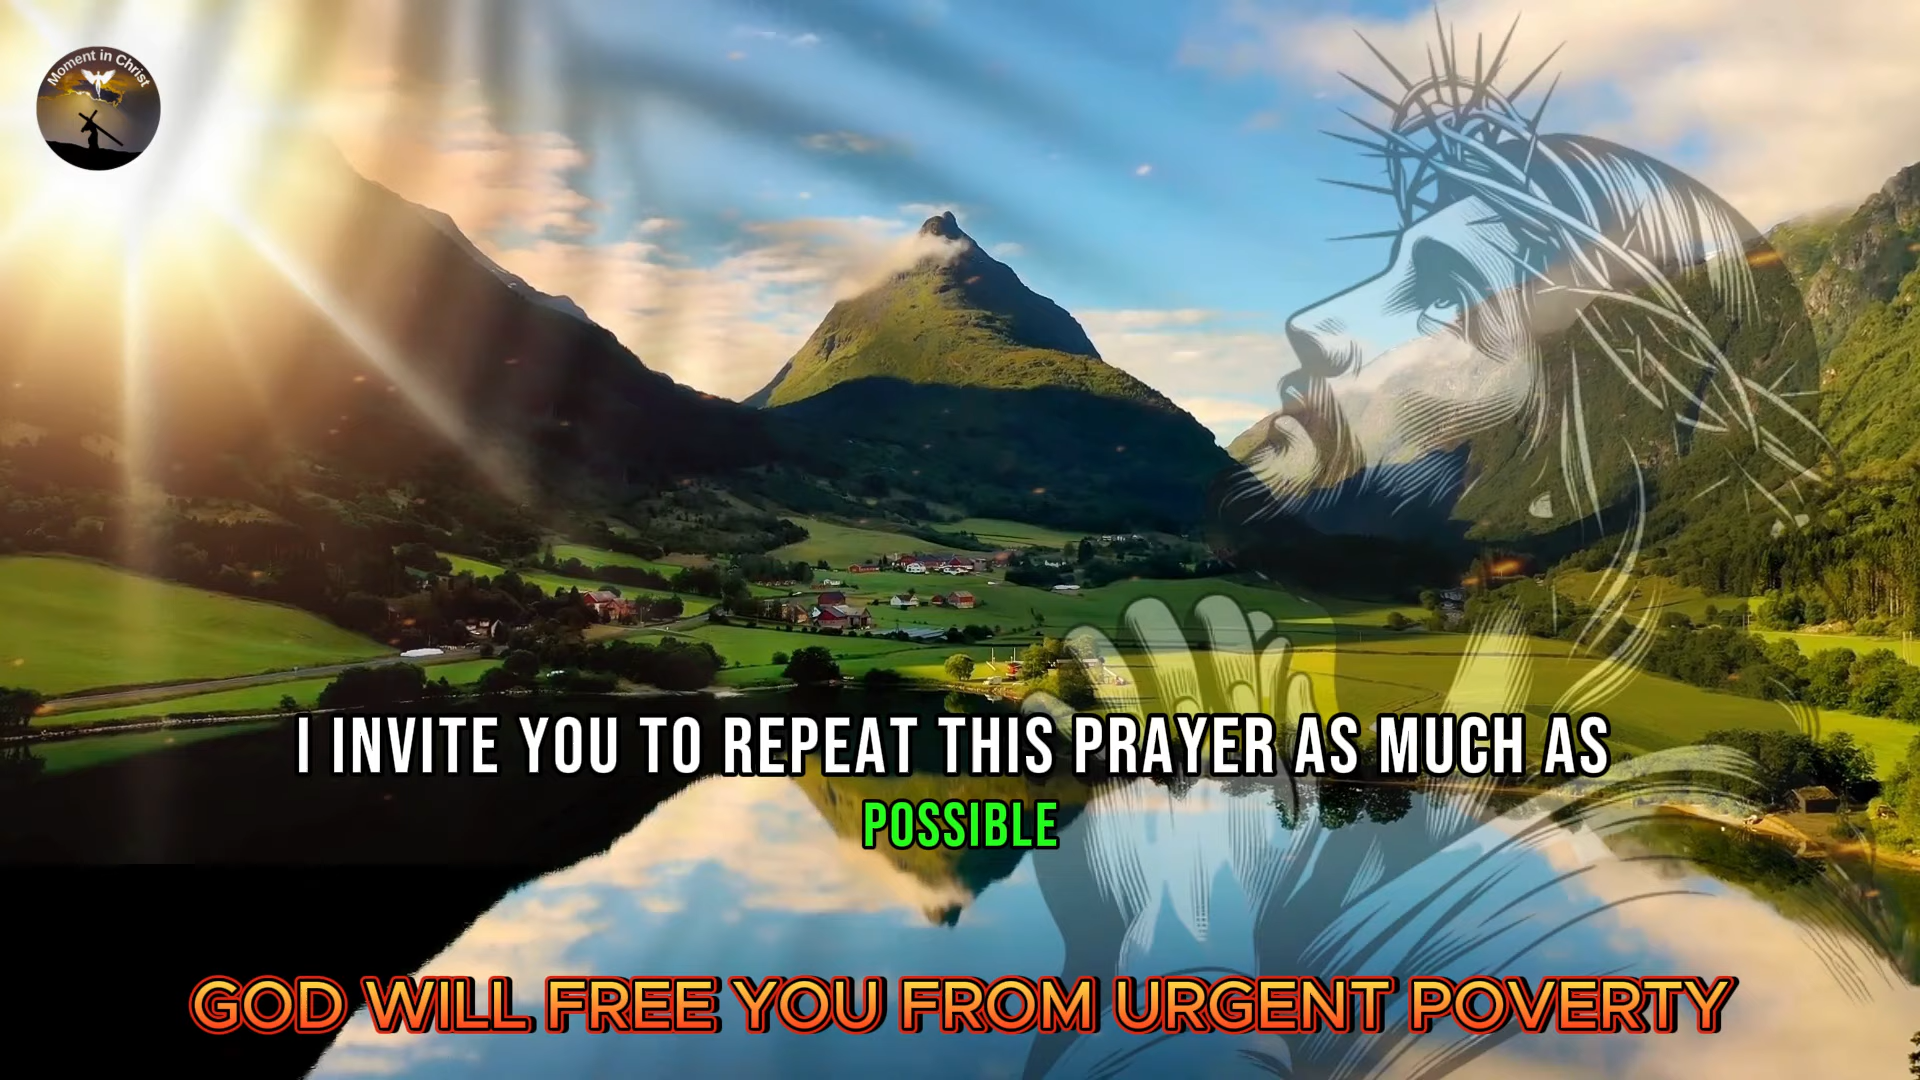 Moment in Christ
I INVITE YOU TO REPEAT THIS PRAYER AS MUCH AS
POSSIBLE
GOD WILL FREE YOU FROM URGENT POVERTY